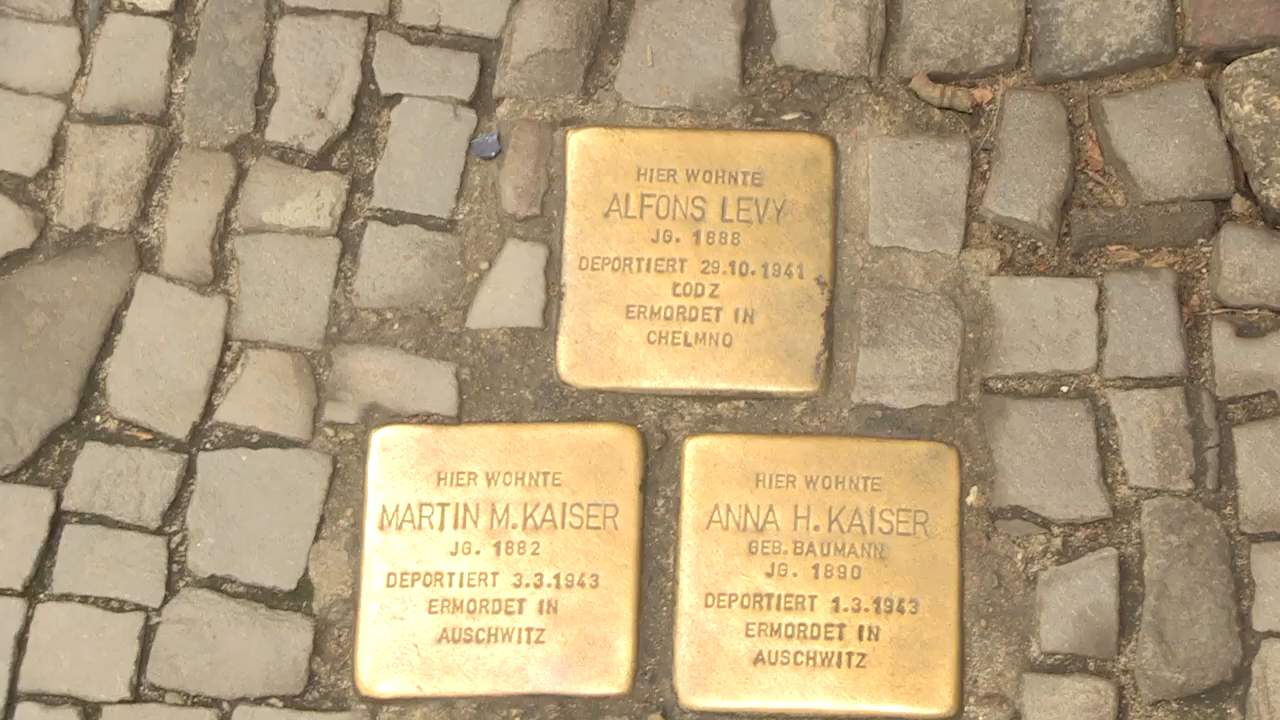 HIER WOHNTE
ALFONS LEVY
JG. 1888
DEPORTIERT 29.10.1941
ŁODZ
ERMORDET IN
CHELMNO
HIER WOHNTE
MARTIN M. KAISER
JG. 1882
DEPORTIERT 3.3.1943
ERMORDET IN
AUSCHWITZ
HIER WOHNTE
ANNA H. KAISER
GEB. BAUMANN
JG. 1890
DEPORTIERT 1.3.1943
ERMORDET IN
AUSCHWITZ